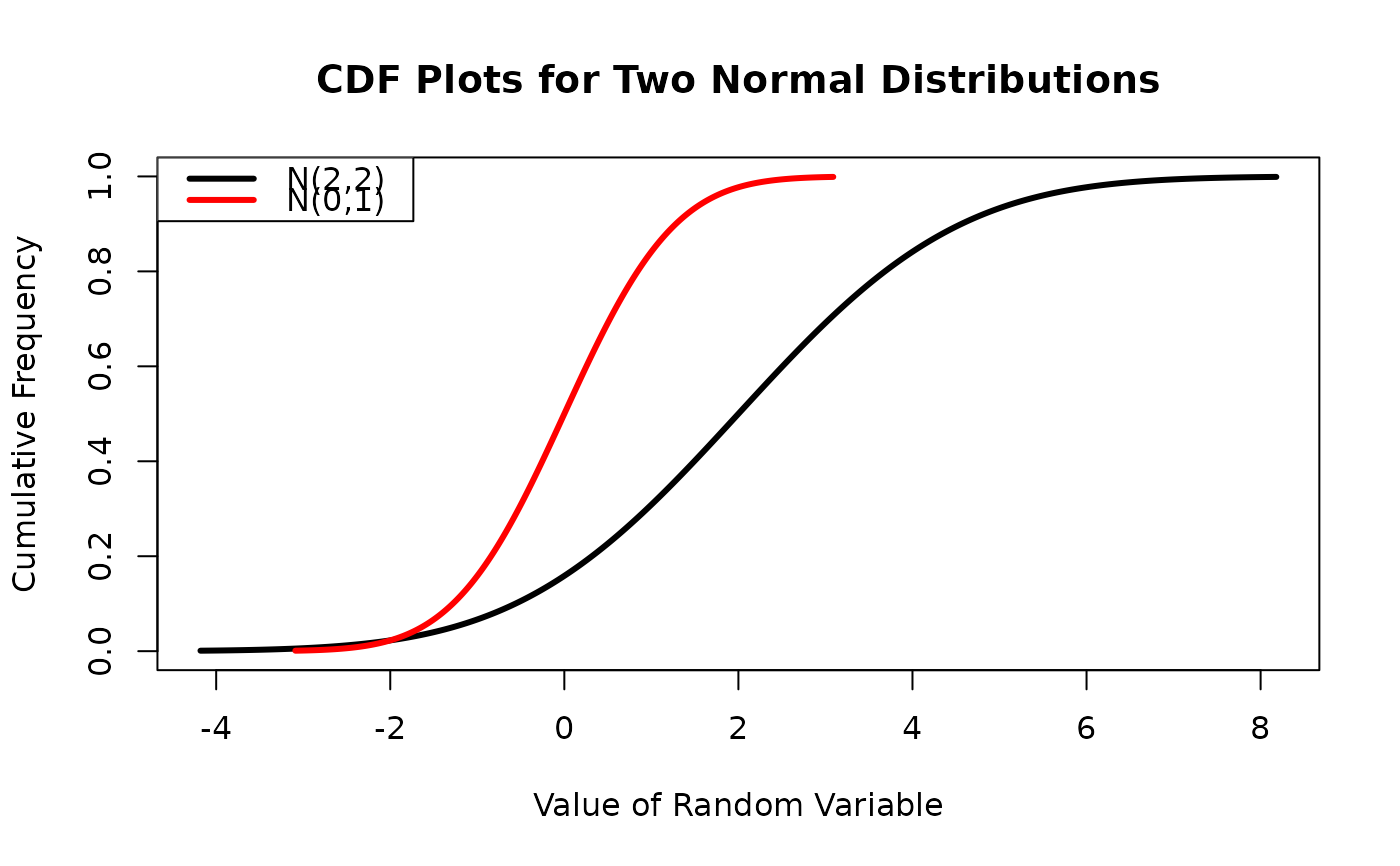 CDF Plots for Two Normal Distributions
N(2,2)
N(0,1)
Cumulative Frequency
1.0
0.8
0.6
0.4
0.2
0.0
-4 -2 0 2 4 6 8
Value of Random Variable